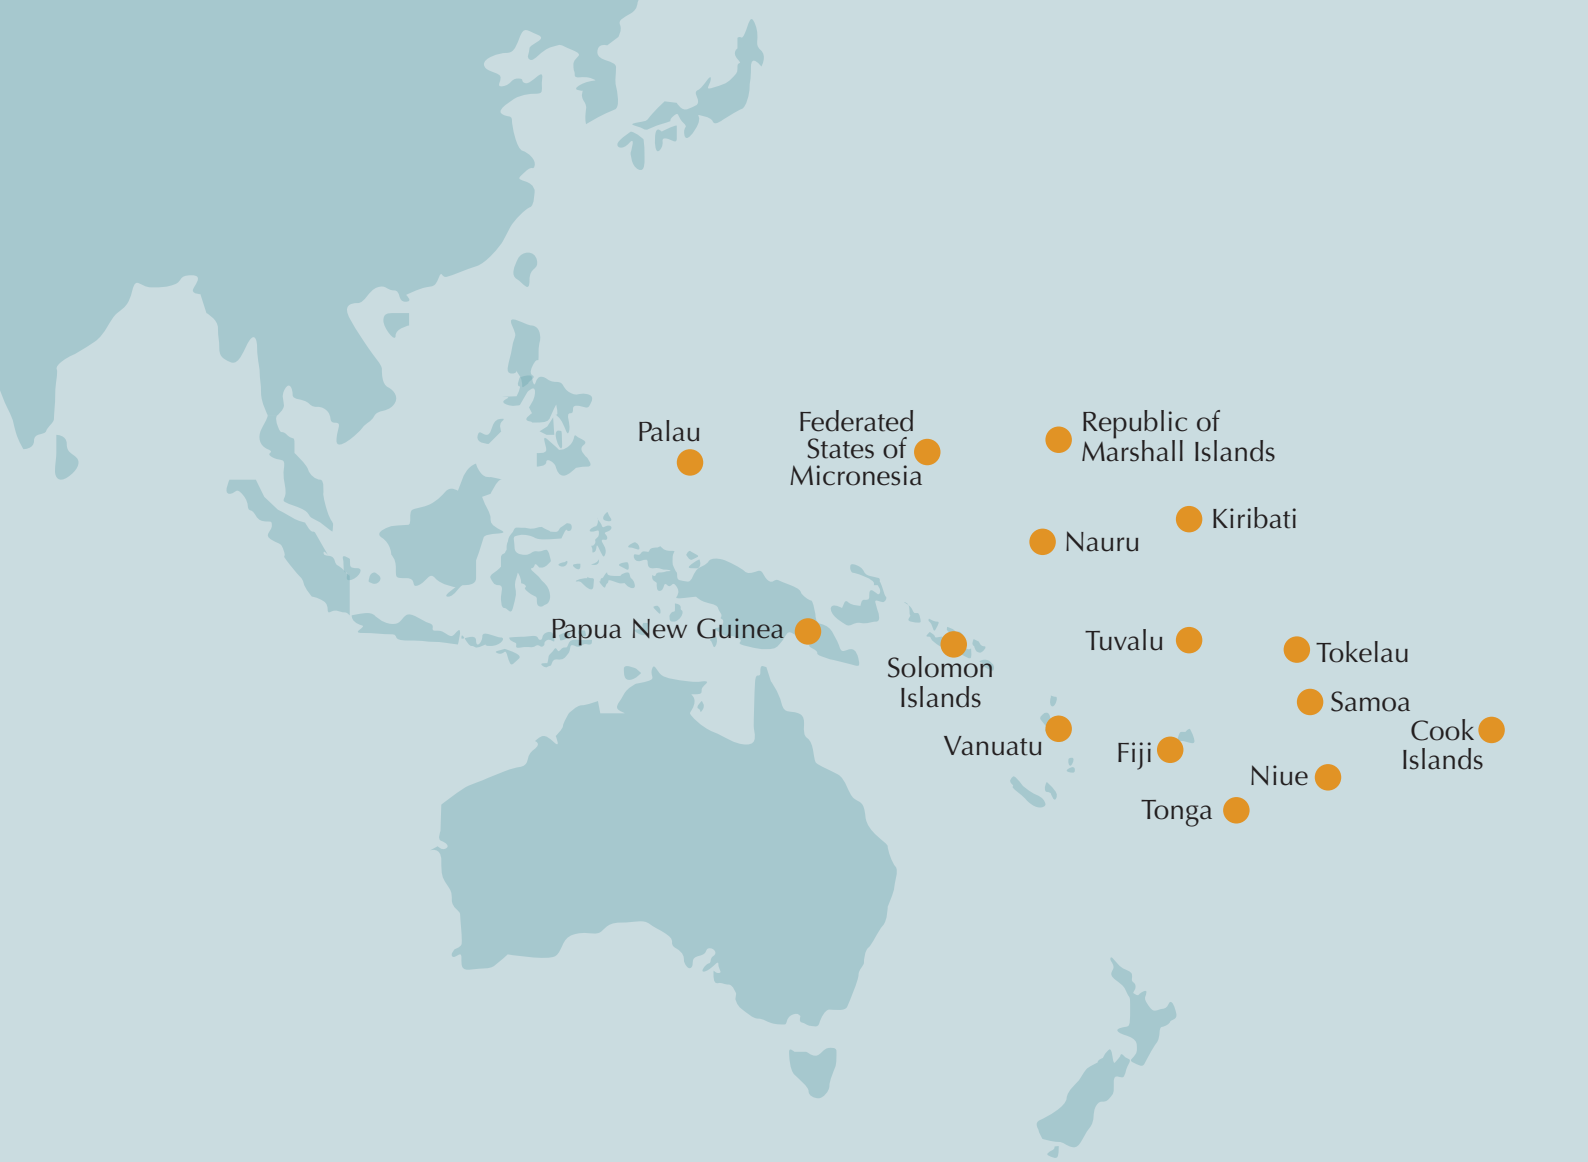 Palau
Federated
States of
Micronesia
Republic of
Marshall Islands
Kiribati
Nauru
Papua New Guinea
Solomon
Islands
Tuvalu
Tokelau
Samoa
Cook
Islands
Vanuatu
Fiji
Niue
Tonga